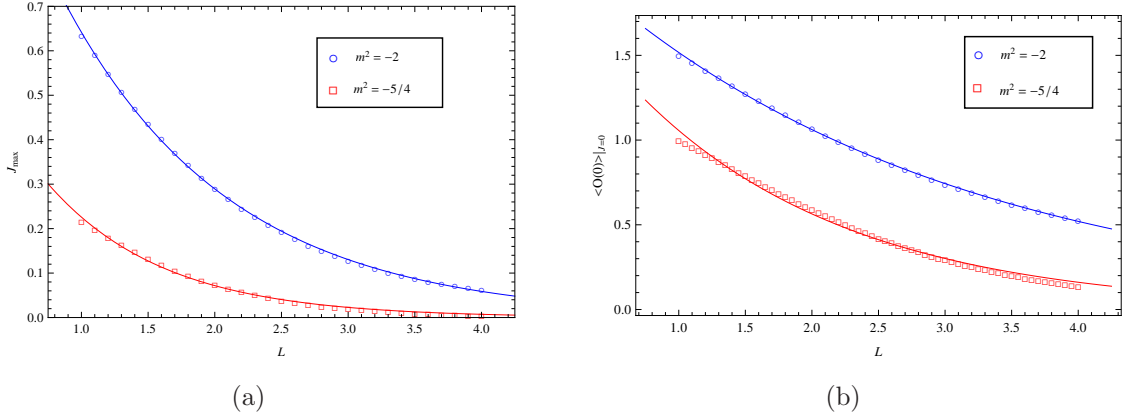 0.7
0.6
0.5
0.4
0.3
0.2
0.1
0.0
J_max
m² = −2
m² = −5/4
1.0 1.5 2.0 2.5 3.0 3.5 4.0
L
(a)
1.5
1.0
0.5
0.0
<O(0)>|_{J=0}
m² = −2
m² = −5/4
1.0 1.5 2.0 2.5 3.0 3.5 4.0
L
(b)